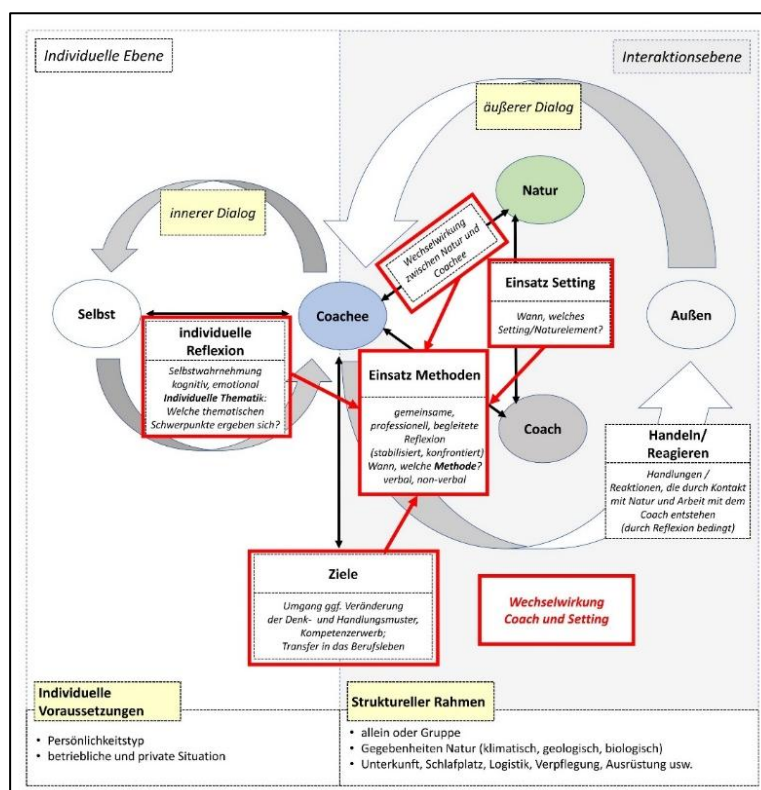 Individuelle Ebene
Interaktionsebene
äußerer Dialog
innerer Dialog
Natur
Wechselwirkung
zwischen Natur und
Coachee
Einsatz Setting
Wann, welches
Setting/Naturelement?
Selbst
Coachee
Außen
individuelle
Reflexion
Selbstwahrnehmung
kognitiv, emotional
Individuelle Thematik:
Welche thematischen
Schwerpunkte ergeben sich?
Einsatz Methoden
gemeinsame,
professionell, begleitete
Reflexion
(stabilisiert, konfrontiert)
Wann, welche Methode?
verbal, non-verbal
Coach
Handeln/
Reagieren
Handlungen /
Reaktionen, die durch Kontakt
mit Natur und Arbeit mit dem
Coach entstehen
(durch Reflexion bedingt)
Ziele
Umgang ggf. Veränderung
der Denk- und Handlungsmuster,
Kompetenzerwerb;
Transfer in das Berufsleben
Wechselwirkung
Coach und Setting
Individuelle
Voraussetzungen
• Persönlichkeitstyp
• betriebliche und private Situation
Struktureller Rahmen
• allein oder Gruppe
• Gegebenheiten Natur (klimatisch, geologisch, biologisch)
• Unterkunft, Schlafplatz, Logistik, Verpflegung, Ausrüstung usw.